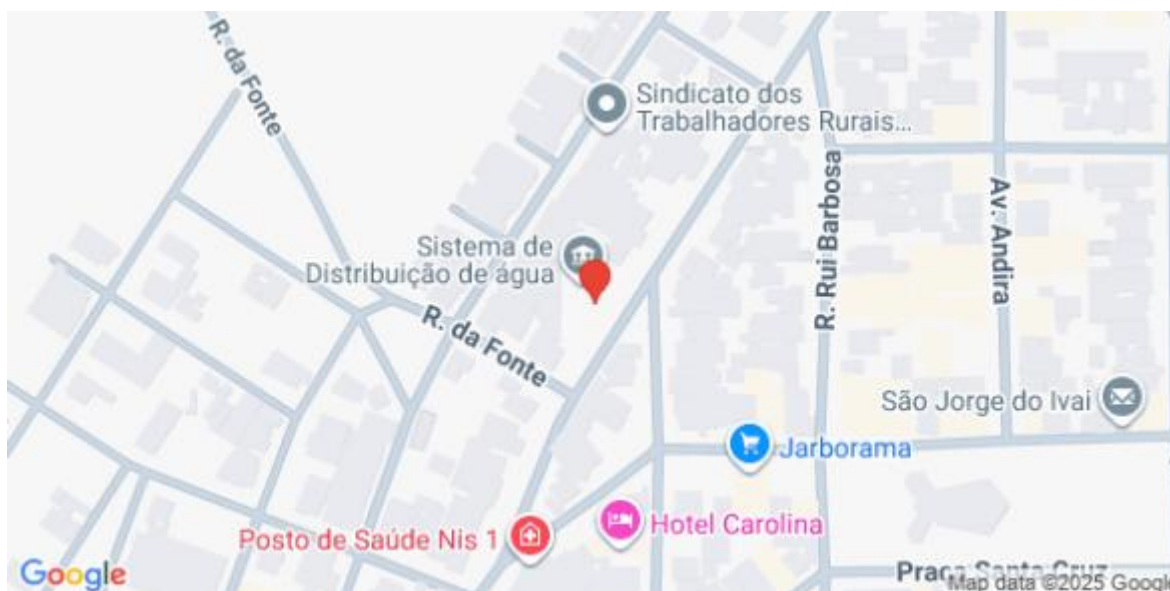 R. da Fonte
Sindicato dos
Trabalhadores Rurais...
R. Rui Barbosa
Av. Andira
Sistema de
Distribuição de água
R. da Fonte
São Jorge do Ivai
Jarborama
Posto de Saúde Nis 1
Hotel Carolina
Praça Santa Cruz
Google
Map data ©2025 Google